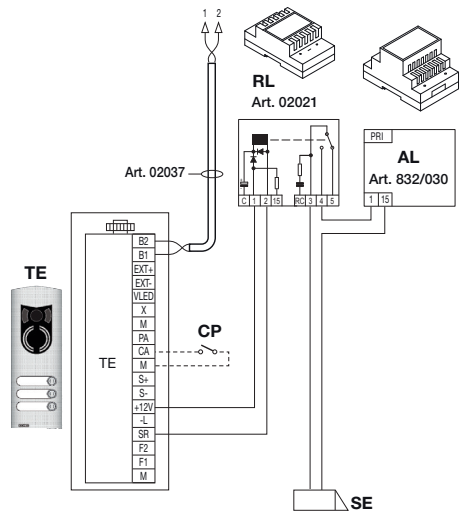 1 2
RL
Art. 02021
PRI
AL
Art. 832/030
1 15
C 1 2 15 RC 3 4 5
Art. 02037
TE
TE
B2
B1
EXT+
EXT-
VLED
X
M
PA
CA
M
S+
S-
+12V
-L
SR
F2
F1
M
CP
SE